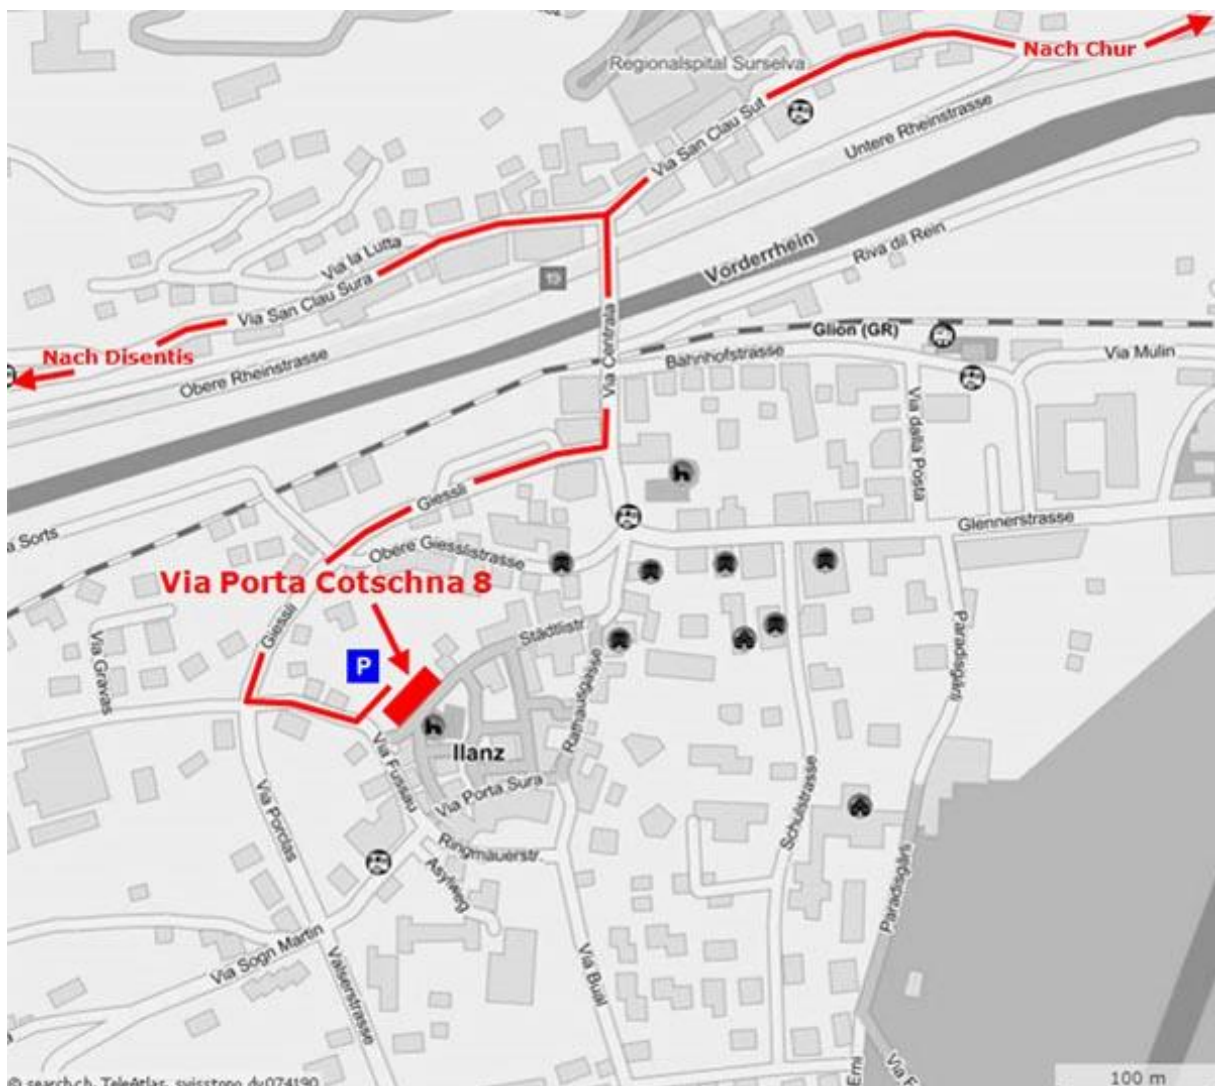 Nach Chur
Regionalspital Surselva
Via San Clau Sut
Untere Rheinstrasse
Via la Lutta
Vorderrhein
Riva dil Rein
19
Via San Clau Sura
Via Centrala
Glion (GR)
Nach Disentis
Bahnhofstrasse
Via Mulin
Obere Rheinstrasse
Via dalla Posta
Giessli
Glennerstrasse
Sorts
Obere Giesslistrasse
Via Porta Cotschna 8
Giessli
Via Gravas
Städtlistr.
P
Rathausgasse
Paradisgärtli
Ilanz
Via Fussau
Via Porta Sura
Via Porclas
Schulstrasse
Ringmauerstr.
Asylweg
Paradisgärtli
Via Sogn Martin
Valserstrasse
Via Bual
Erni
100 m
© search.ch, TeleAtlas, swisstopo dv074190